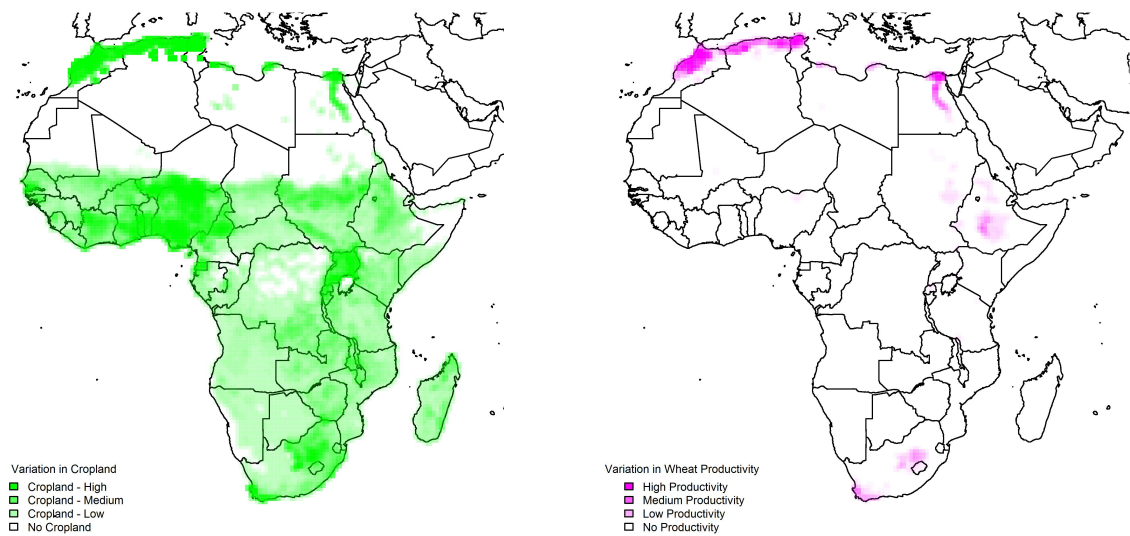 Variation in Cropland
Cropland - High
Cropland - Medium
Cropland - Low
No Cropland
Variation in Wheat Productivity
High Productivity
Medium Productivity
Low Productivity
No Productivity